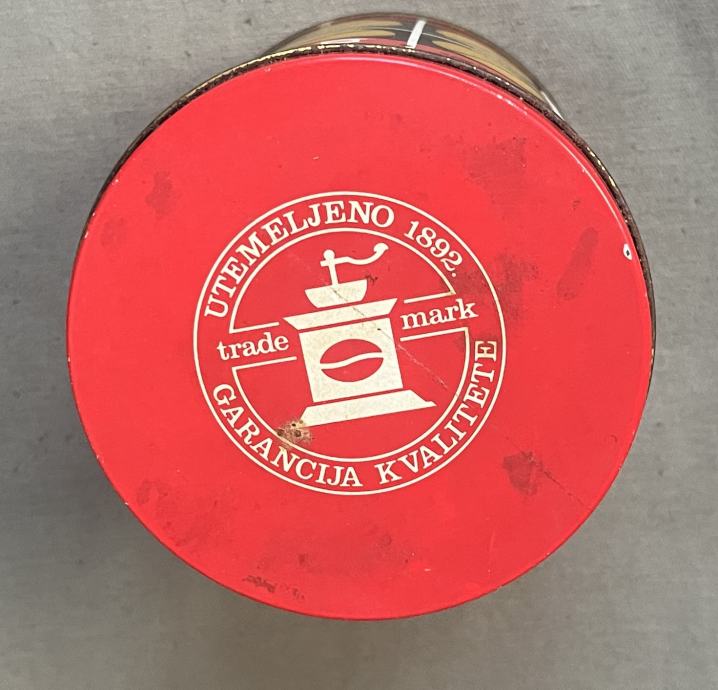 UTEMELJENO 1892.
trade mark
GARANCIJA KVALITETE